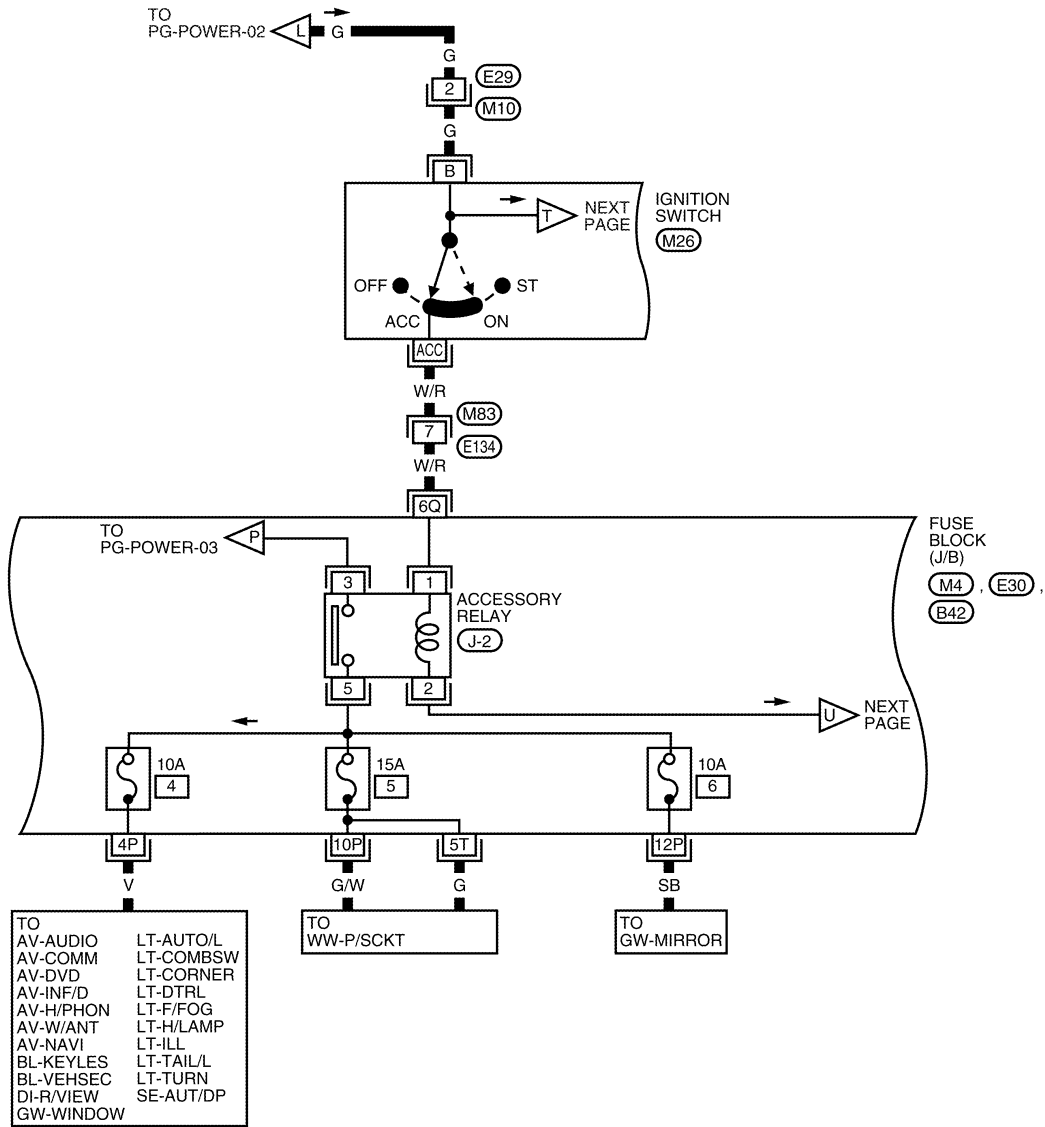 TO
PG-POWER-02
L
G
G
2
E29
M10
G
B
IGNITION
SWITCH
M26
T
NEXT
PAGE
OFF
ST
ACC
ON
ACC
W/R
M83
7
E134
W/R
6Q
TO
PG-POWER-03
P
FUSE
BLOCK
(J/B)
M4 , E30 ,
B42
3
1
ACCESSORY
RELAY
J-2
5
2
U
NEXT
PAGE
10A
4
15A
5
10A
6
4P
10P
5T
12P
V
G/W
G
SB
TO
AV-AUDIO
AV-COMM
AV-DVD
AV-INF/D
AV-H/PHON
AV-W/ANT
AV-NAVI
BL-KEYLES
BL-VEHSEC
DI-R/VIEW
GW-WINDOW
LT-AUTO/L
LT-COMBSW
LT-CORNER
LT-DTRL
LT-F/FOG
LT-H/LAMP
LT-ILL
LT-TAIL/L
LT-TURN
SE-AUT/DP
TO
WW-P/SCKT
TO
GW-MIRROR